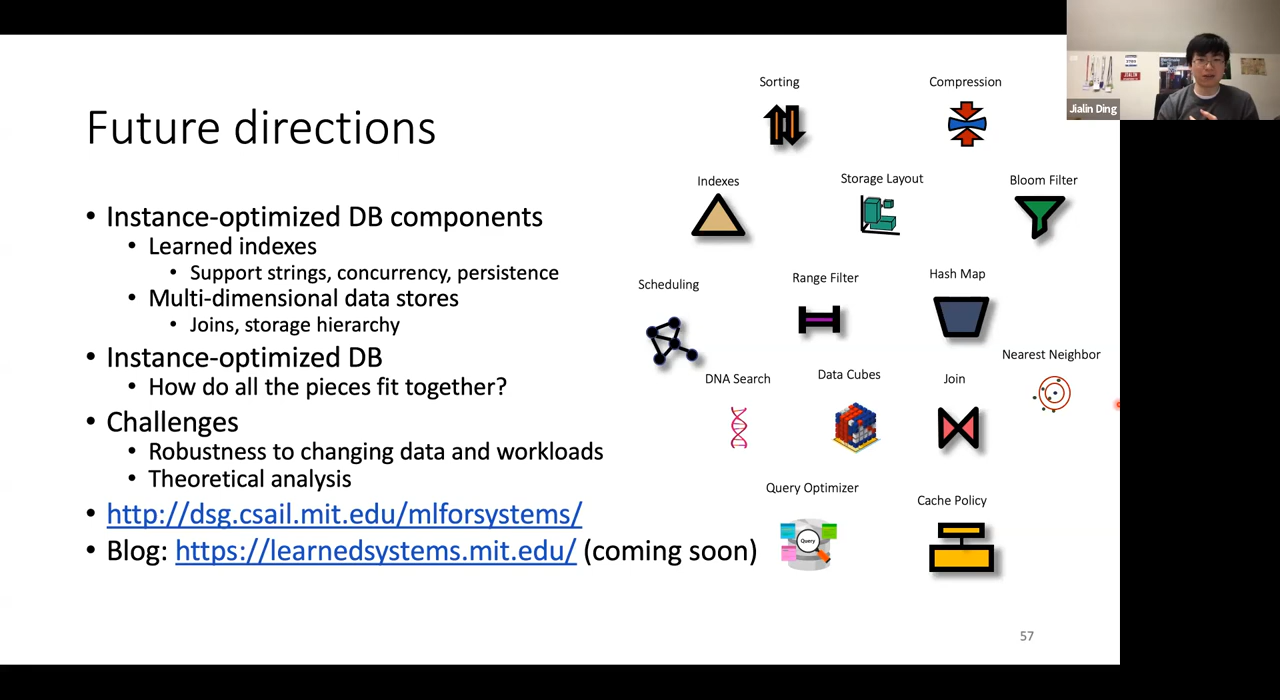 Future directions
• Instance-optimized DB components
• Learned indexes
• Support strings, concurrency, persistence
• Multi-dimensional data stores
• Joins, storage hierarchy
• Instance-optimized DB
• How do all the pieces fit together?
• Challenges
• Robustness to changing data and workloads
• Theoretical analysis
• http://dsg.csail.mit.edu/mlforsystems/
• Blog: https://learnedsystems.mit.edu/ (coming soon)
Sorting
Compression
Indexes
Storage Layout
Bloom Filter
Scheduling
Range Filter
Hash Map
Nearest Neighbor
DNA Search
Data Cubes
Join
Query Optimizer
Query
Cache Policy
57
Jialin Ding